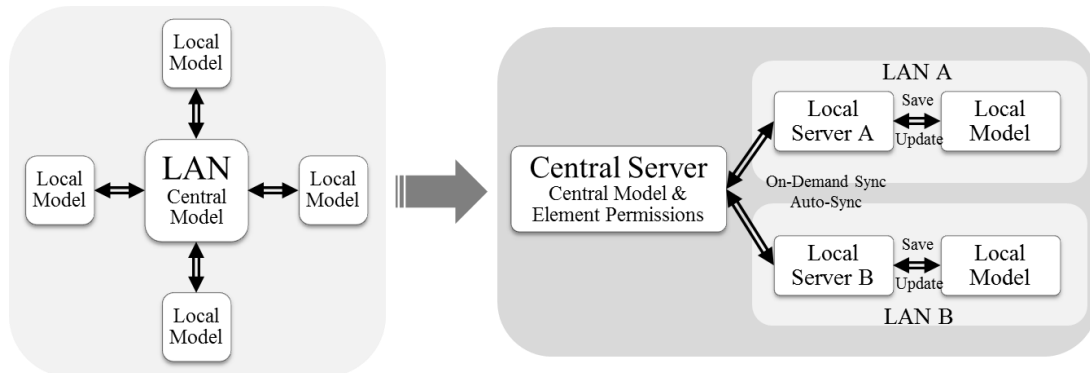 Local
Model
Local
Model
LAN
Central
Model
Local
Model
Local
Model
Central Server
Central Model &
Element Permissions
LAN A
Local
Server A
Save
Update
Local
Model
On-Demand Sync
Auto-Sync
Local
Server B
Save
Update
Local
Model
LAN B